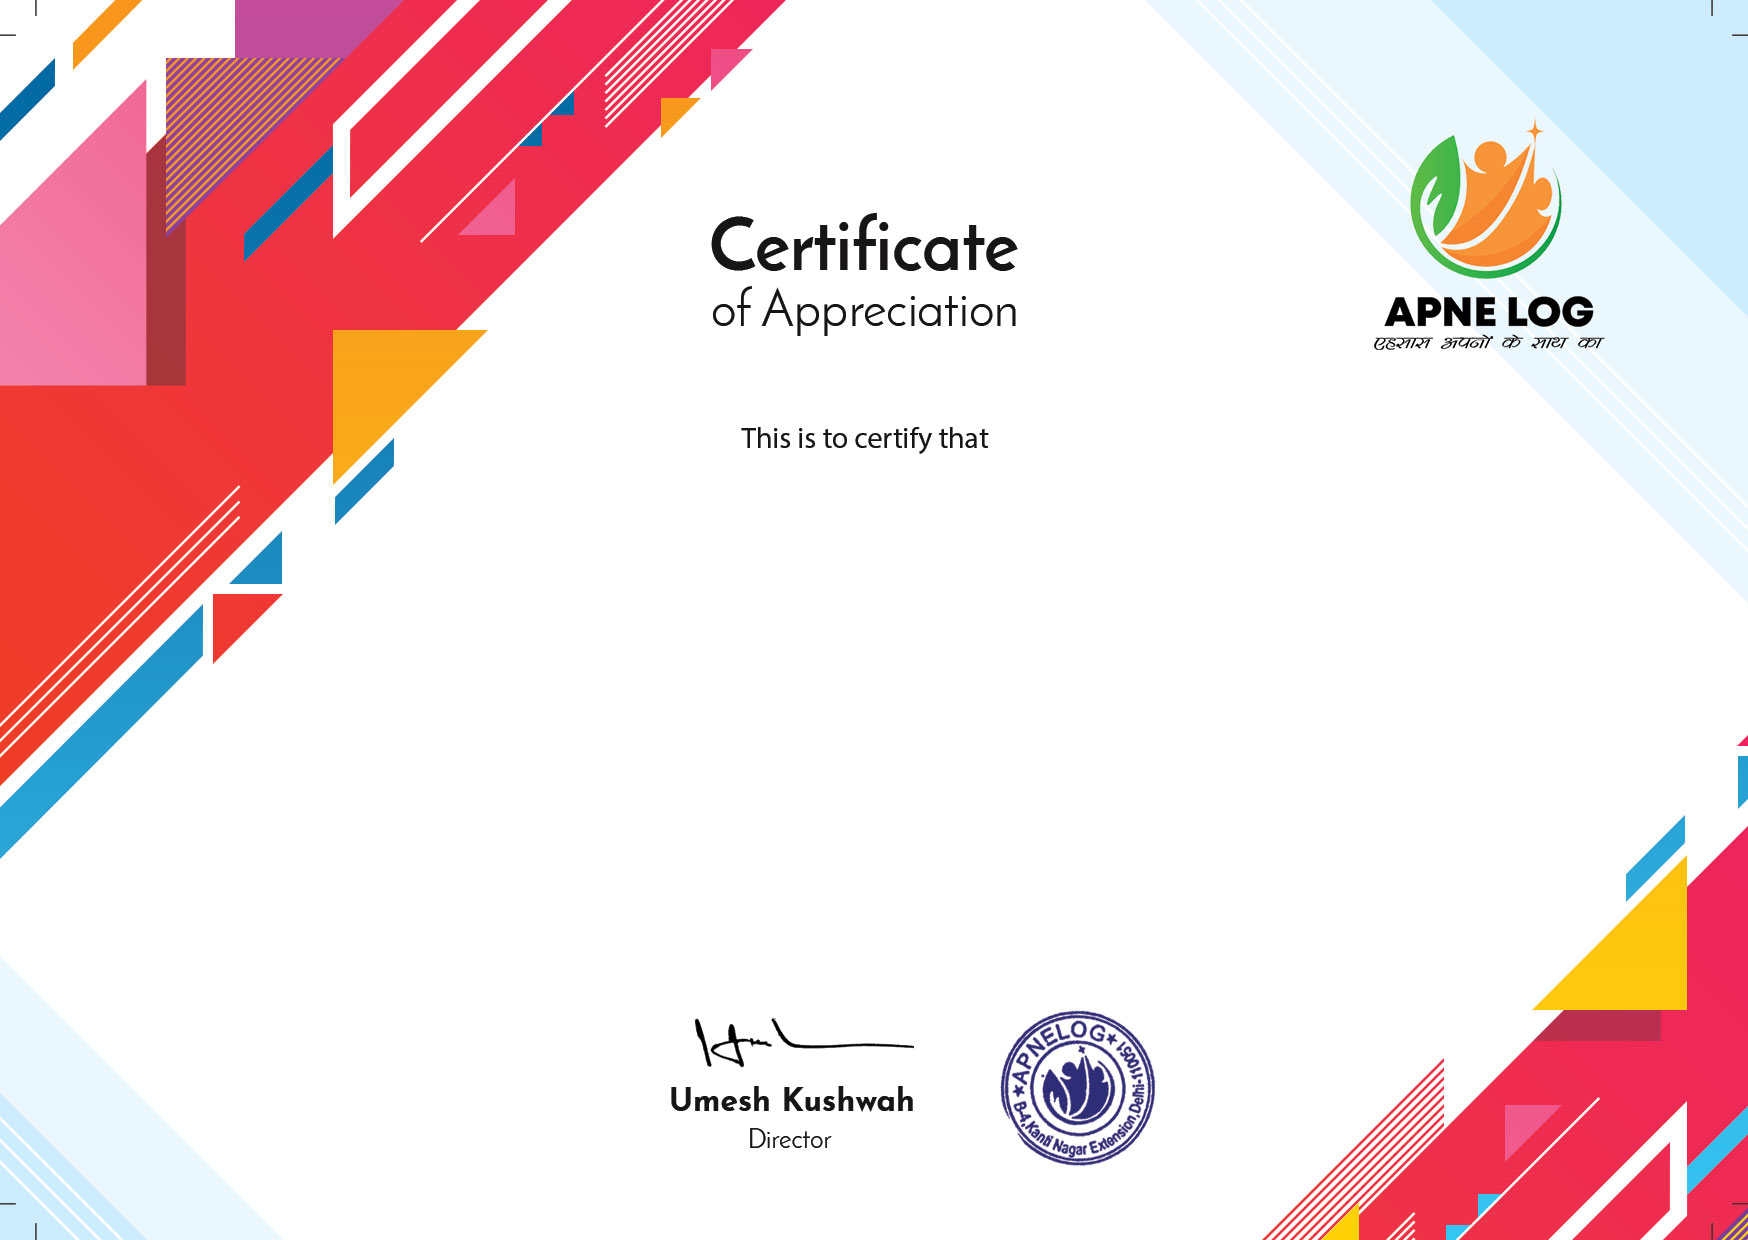 Certificate
of Appreciation
APNE LOG
एहसास अपनों के साथ का
This is to certify that
Umesh Kushwah
Director
★APNELOG★
B-4,Kanti Nagar Extension,Delhi-110051